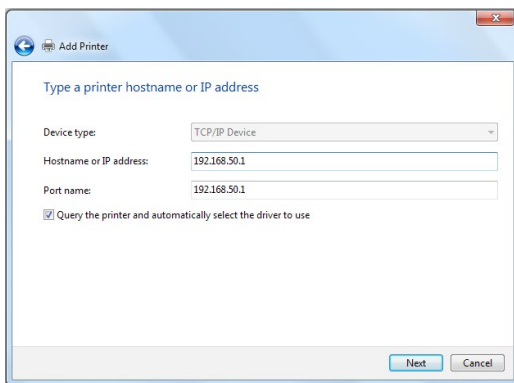 Add Printer
Type a printer hostname or IP address
Device type: TCP/IP Device
Hostname or IP address: 192.168.50.1
Port name: 192.168.50.1
Query the printer and automatically select the driver to use
Next Cancel